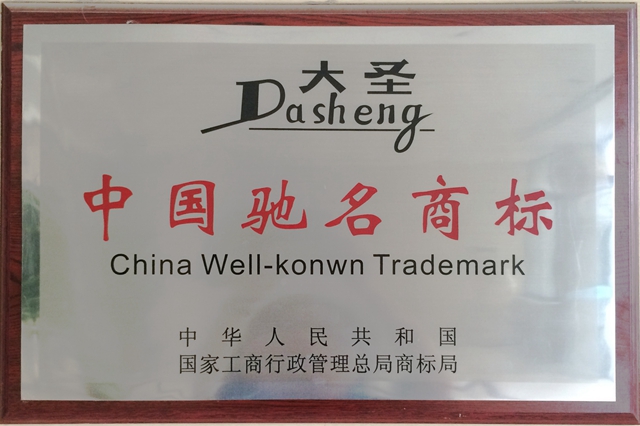 大圣
Dasheng
中国驰名商标
China Well-konwn Trademark
中华人民共和国
国家工商行政管理总局商标局